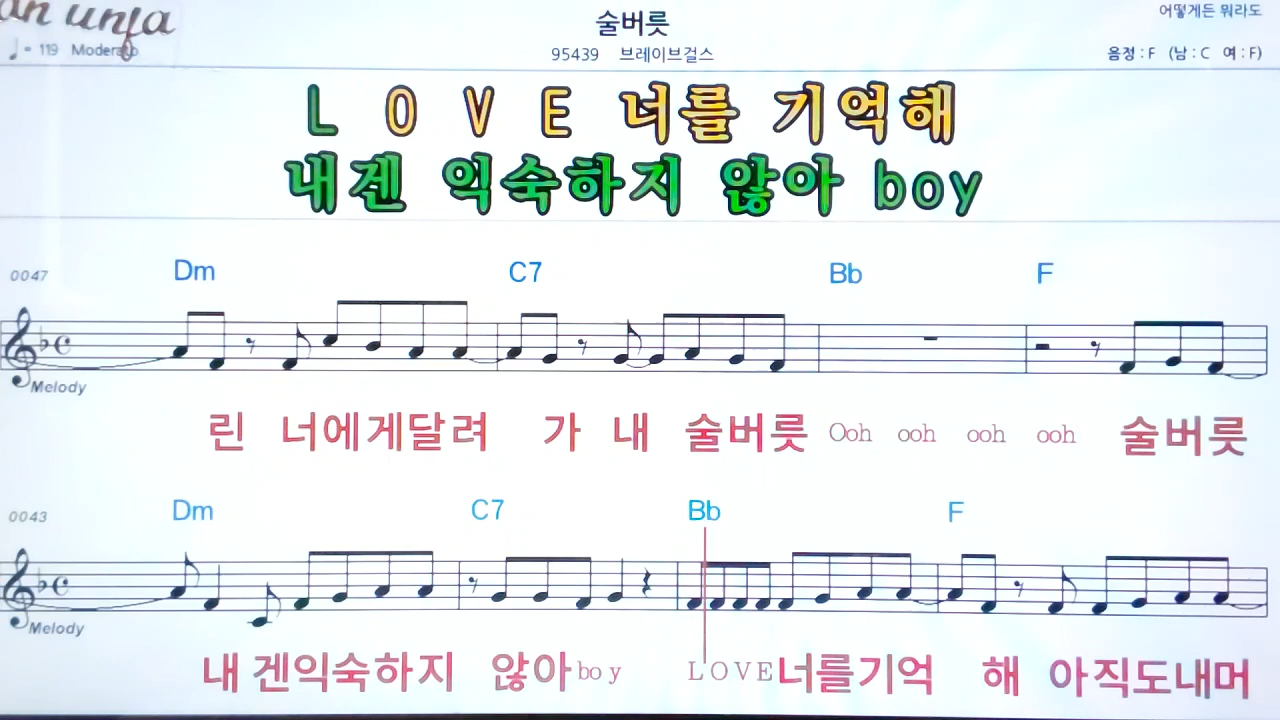 술버릇
어떻게든 뭐라도
♩= 119 Moderato
95439 브레이브걸스
음정 : F (남 : C 여 : F)
L O V E 너를 기억해
내겐 익숙하지 않아 boy
0047 Dm C7 Bb F
Melody
린 너에게달려 가 내 술버릇 Ooh ooh ooh ooh 술버릇
0043 Dm C7 Bb F
Melody
내 겐익숙하지 않아boy LOVE너를기억 해 아직도내머